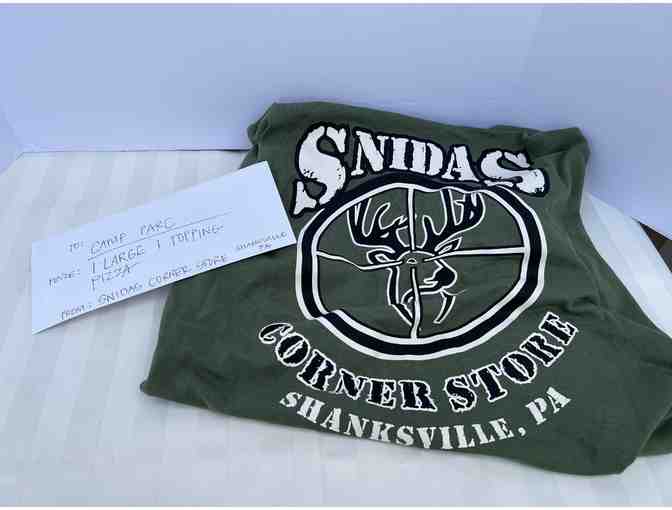 TO: CAMP PARC
MORE: 1 LARGE 1 TOPPING
PIZZA
FROM: SNIDAS CORNER STORE SHANKSVILLE
PA
SNIDAS
CORNER STORE
SHANKSVILLE, PA